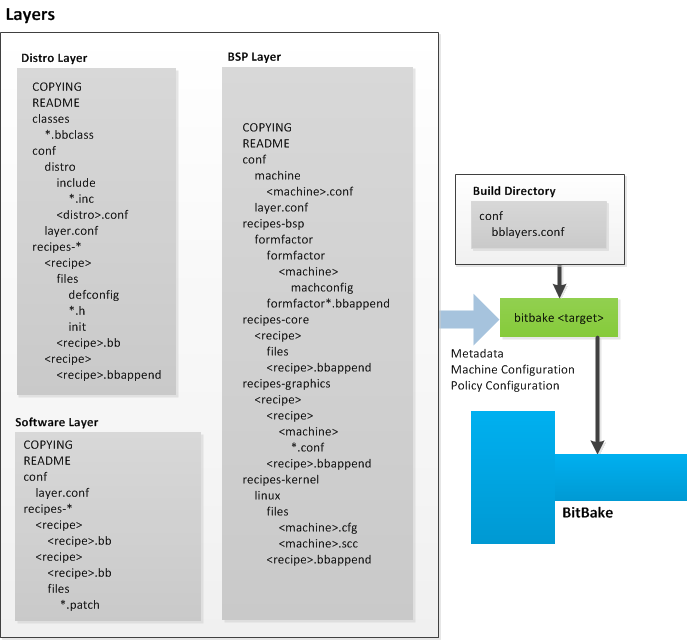 Layers
Distro Layer
COPYING
README
classes
*.bbclass
conf
distro
include
*.inc
<distro>.conf
layer.conf
recipes-*
<recipe>
files
defconfig
*.h
init
<recipe>.bb
<recipe>
<recipe>.bbappend
Software Layer
COPYING
README
conf
layer.conf
recipes-*
<recipe>
<recipe>.bb
<recipe>
<recipe>.bb
files
*.patch
BSP Layer
COPYING
README
conf
machine
<machine>.conf
layer.conf
recipes-bsp
formfactor
formfactor
<machine>
machconfig
formfactor*.bbappend
recipes-core
<recipe>
files
<recipe>.bbappend
recipes-graphics
<recipe>
<recipe>
<machine>
*.conf
<recipe>.bbappend
recipes-kernel
linux
files
<machine>.cfg
<machine>.scc
<recipe>.bbappend
Build Directory
conf
bblayers.conf
bitbake <target>
Metadata
Machine Configuration
Policy Configuration
BitBake